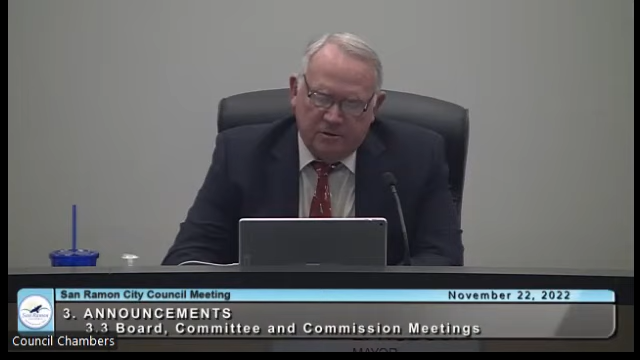 San Ramon City Council Meeting
November 22, 2022
3. ANNOUNCEMENTS
3.3 Board, Committee and Commission Meetings
Council Chambers
MAYOR